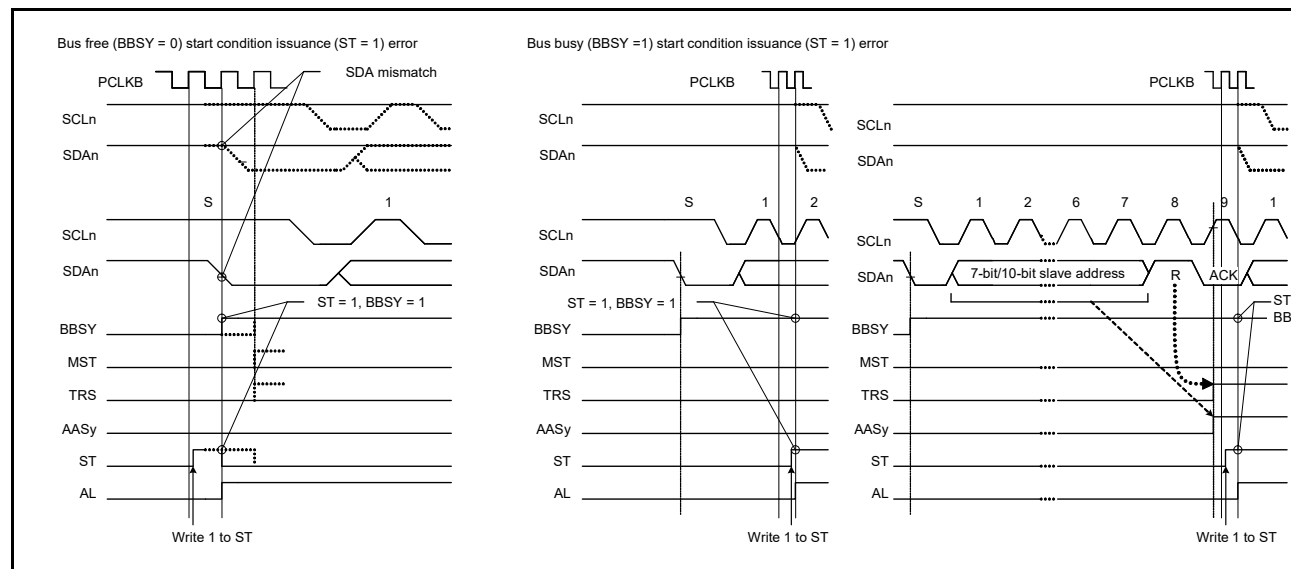 Bus free (BBSY = 0) start condition issuance (ST = 1) error
PCLKB
SDA mismatch
SCLn
SDAn
S 1
SCLn
SDAn
ST = 1, BBSY = 1
BBSY
MST
TRS
AASy
ST
AL
Write 1 to ST
Bus busy (BBSY =1) start condition issuance (ST = 1) error
PCLKB
SCLn
SDAn
S 1 2
SCLn
SDAn
ST = 1, BBSY = 1
BBSY
MST
TRS
AASy
ST
AL
Write 1 to ST
PCLKB
SCLn
SDAn
S 1 2 6 7 8 9 1
SCLn
SDAn
7-bit/10-bit slave address R ACK
ST
BB
BBSY
MST
TRS
AASy
ST
AL
Write 1 to ST